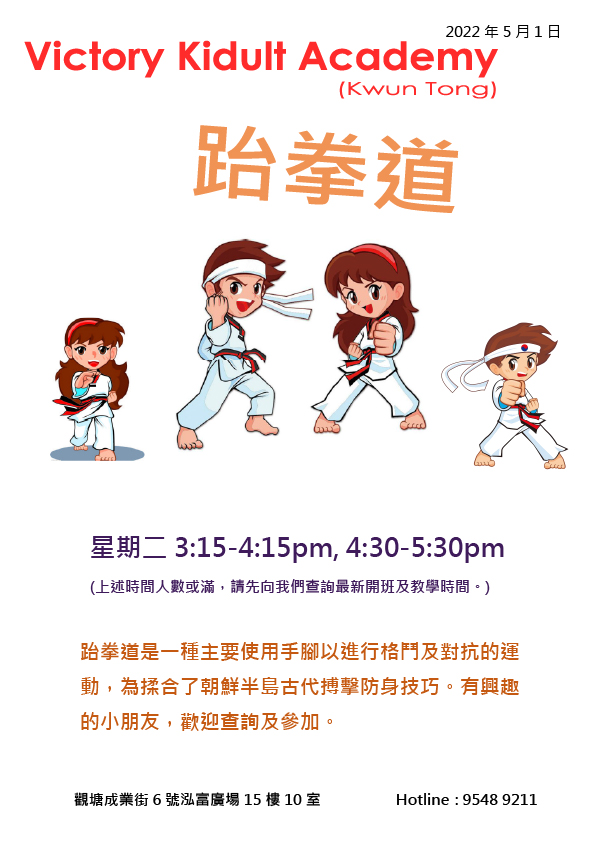 2022 年 5 月 1 日
Victory Kidult Academy
(Kwun Tong)
跆拳道
星期二 3:15-4:15pm, 4:30-5:30pm
(上述時間人數或滿，請先向我們查詢最新開班及教學時間。)
跆拳道是一種主要使用手腳以進行格鬥及對抗的運
動，為揉合了朝鮮半島古代搏擊防身技巧。有興趣
的小朋友，歡迎查詢及參加。
觀塘成業街 6 號泓富廣場 15 樓 10 室 Hotline : 9548 9211